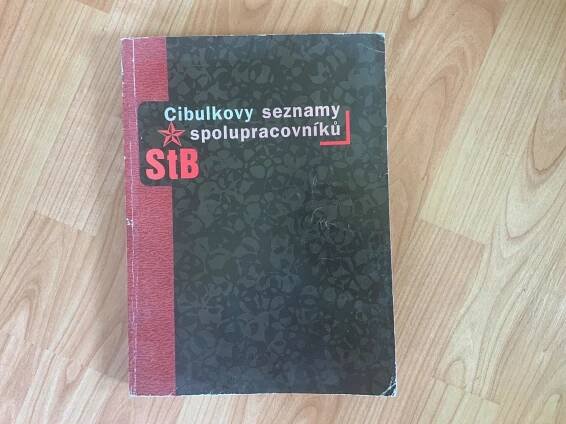 Cibulkovy seznamy
spolupracovníků
StB